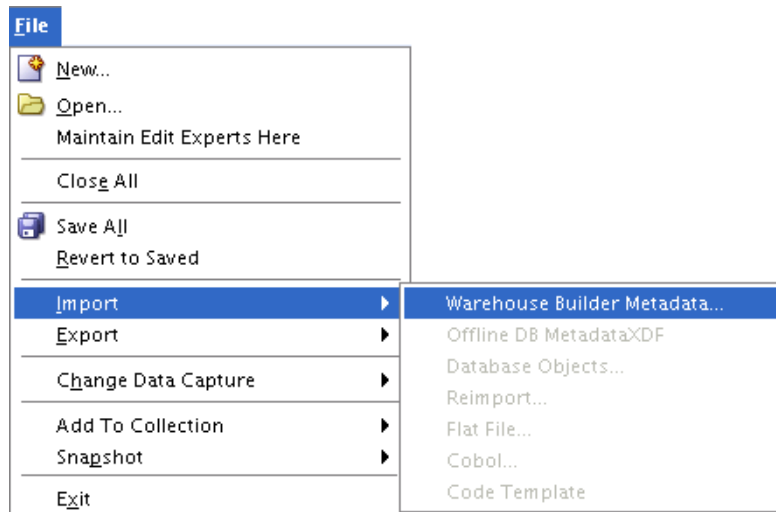 File
New...
Open...
Maintain Edit Experts Here
Close All
Save All
Revert to Saved
Import
Export
Change Data Capture
Add To Collection
Snapshot
Exit
Warehouse Builder Metadata...
Offline DB MetadataXDF
Database Objects...
Reimport...
Flat File...
Cobol...
Code Template